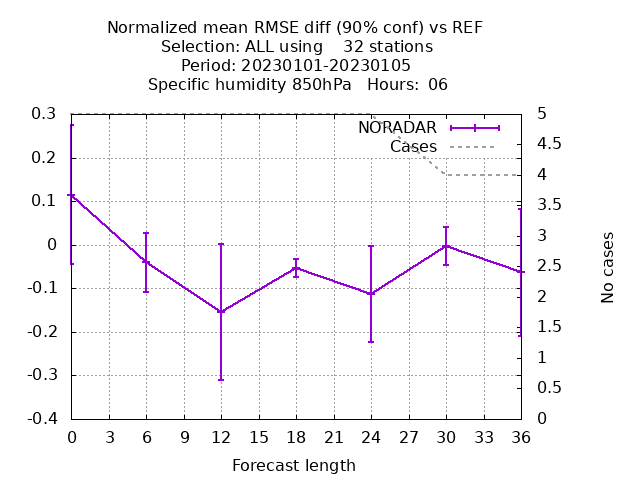 Normalized mean RMSE diff (90% conf) vs REF
Selection: ALL using    32 stations
Period: 20230101-20230105
Specific humidity 850hPa   Hours:  06
NORADAR
Cases
0.3
0.2
0.1
0
-0.1
-0.2
-0.3
-0.4
5
4.5
4
3.5
3
2.5
2
1.5
1
0.5
0
No cases
0 3 6 9 12 15 18 21 24 27 30 33 36
Forecast length